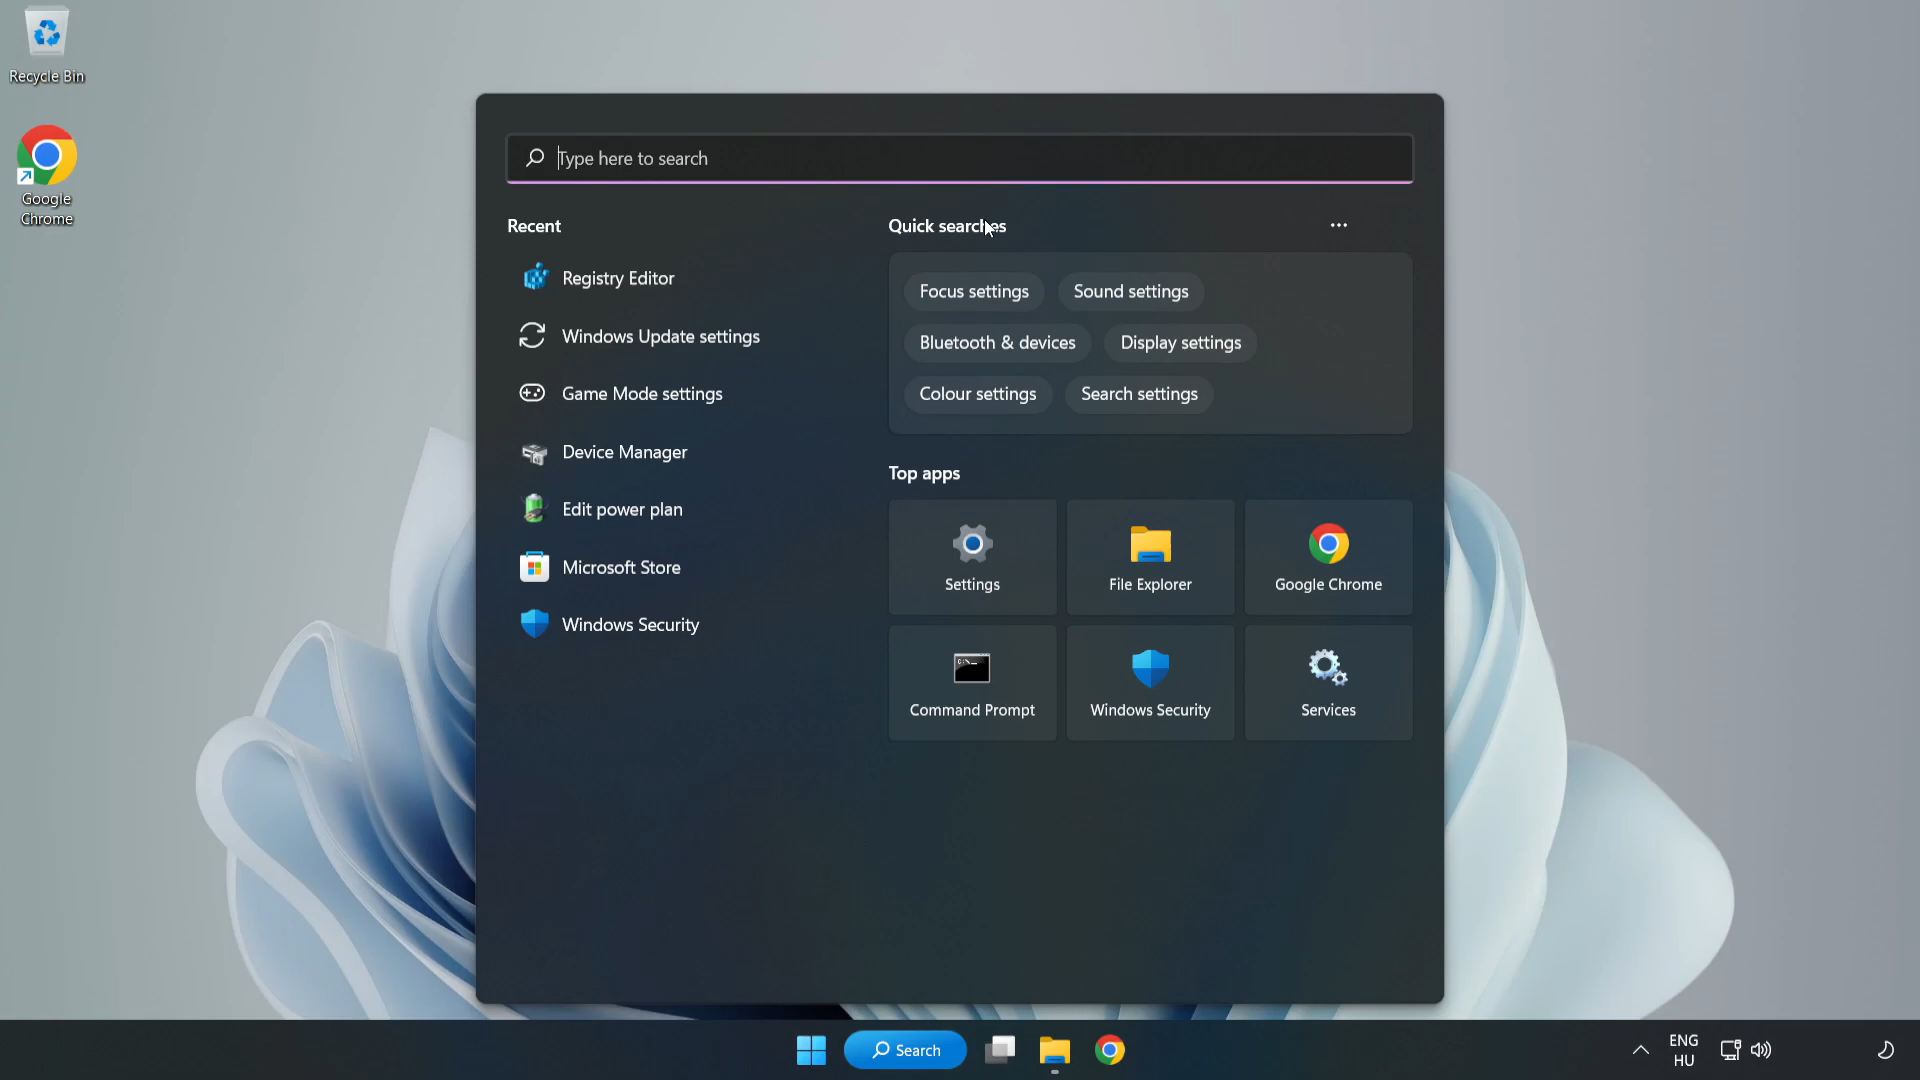 Recycle Bin
Google
Chrome
Type here to search
Recent
Registry Editor
Windows Update settings
Game Mode settings
Device Manager
Edit power plan
Microsoft Store
Windows Security
Quick searches
Focus settings
Sound settings
Bluetooth & devices
Display settings
Colour settings
Search settings
Top apps
Settings
File Explorer
Google Chrome
Command Prompt
Windows Security
Services
Search
ENG
HU